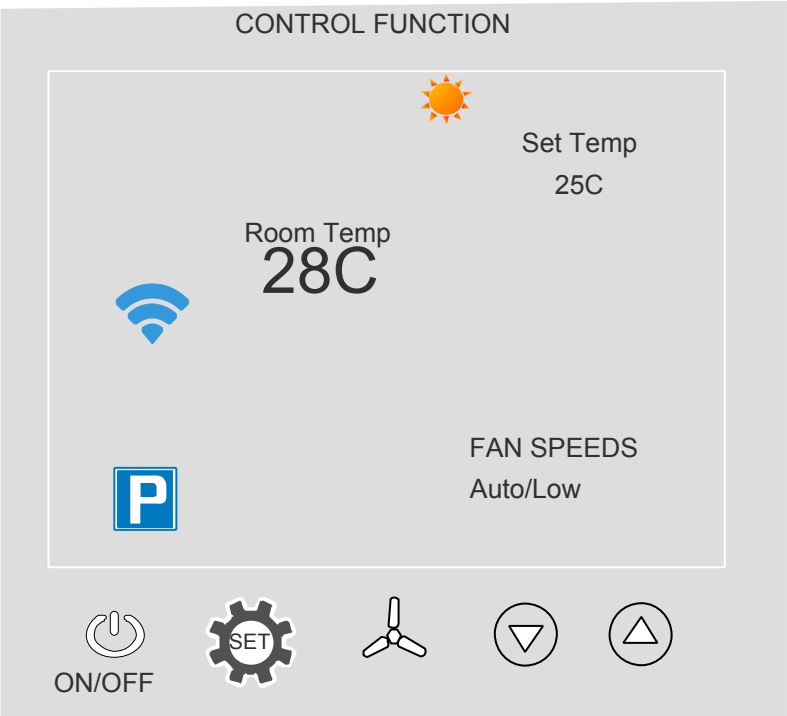 CONTROL FUNCTION
Set Temp
25C
Room Temp
28C
FAN SPEEDS
Auto/Low
P
SET
ON/OFF